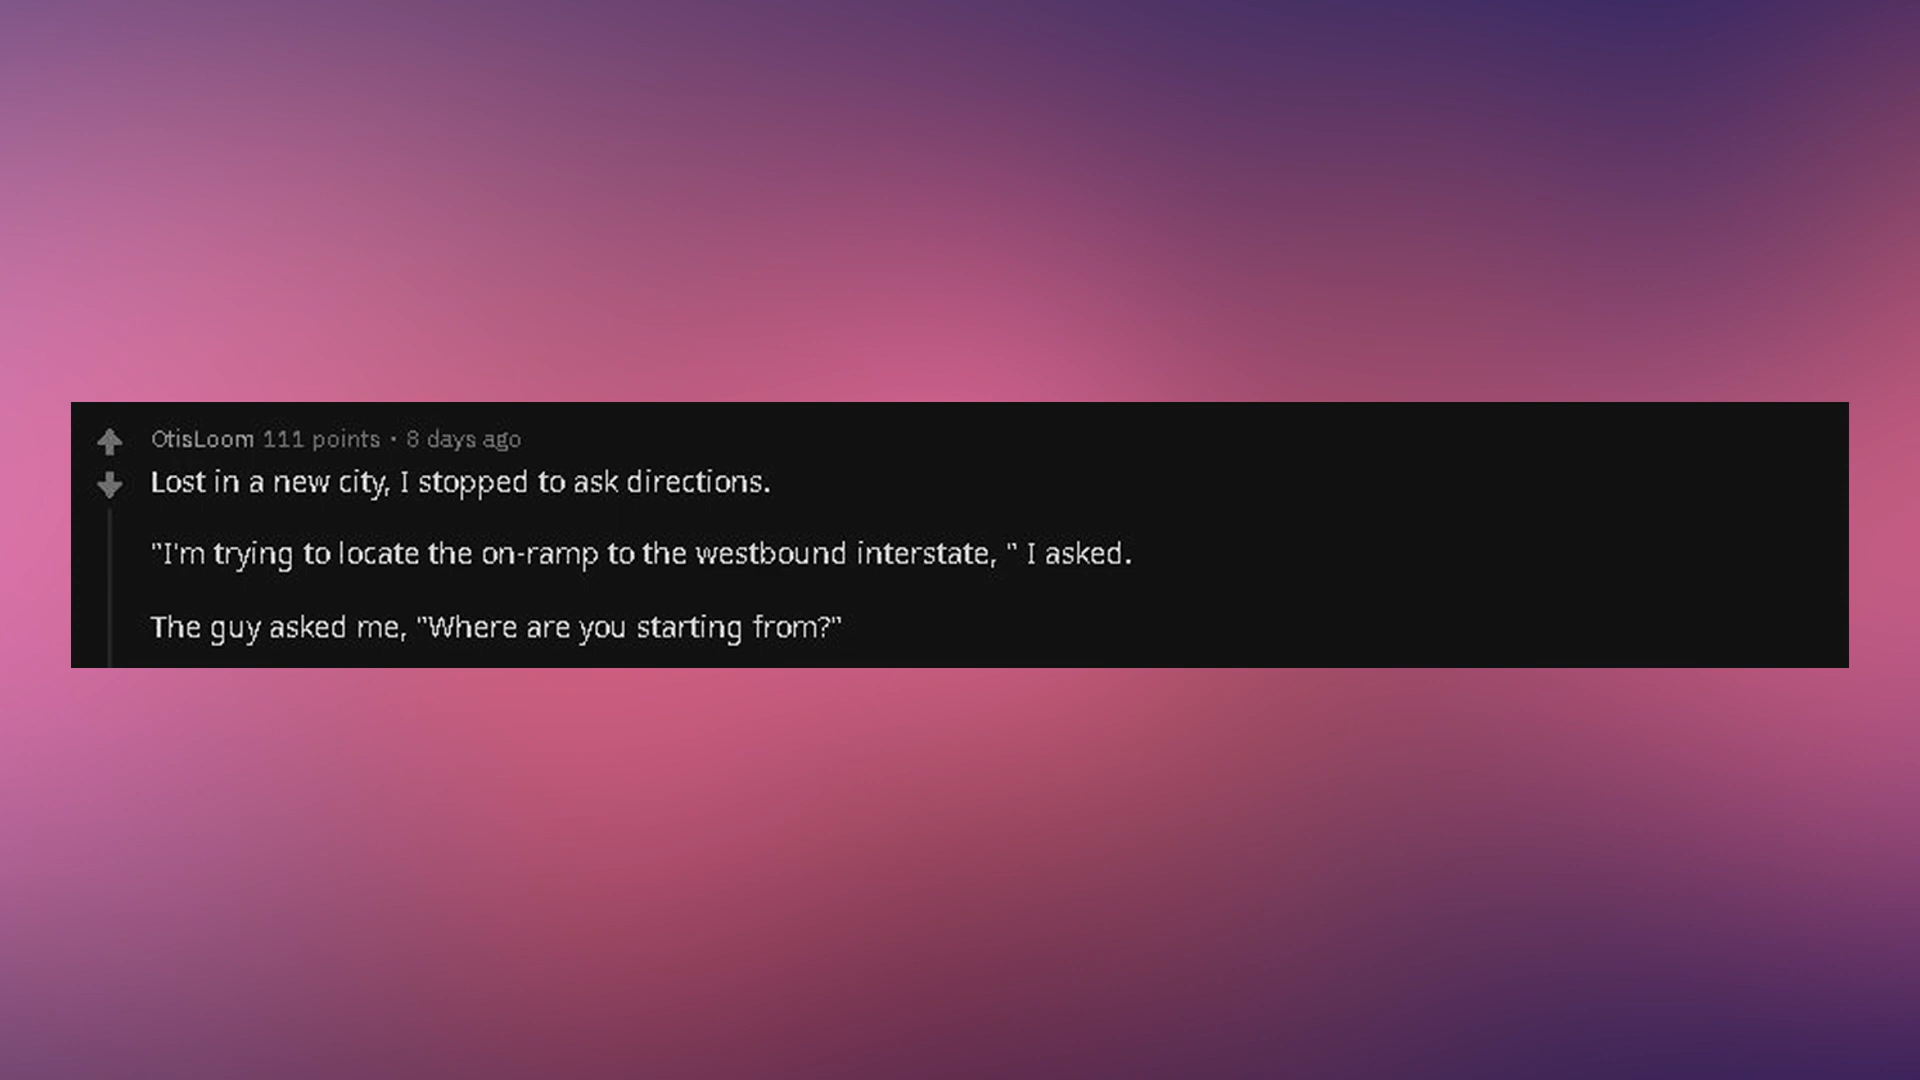 OtisLoom 111 points · 8 days ago
Lost in a new city, I stopped to ask directions.
"I'm trying to locate the on-ramp to the westbound interstate, " I asked.
The guy asked me, "Where are you starting from?"